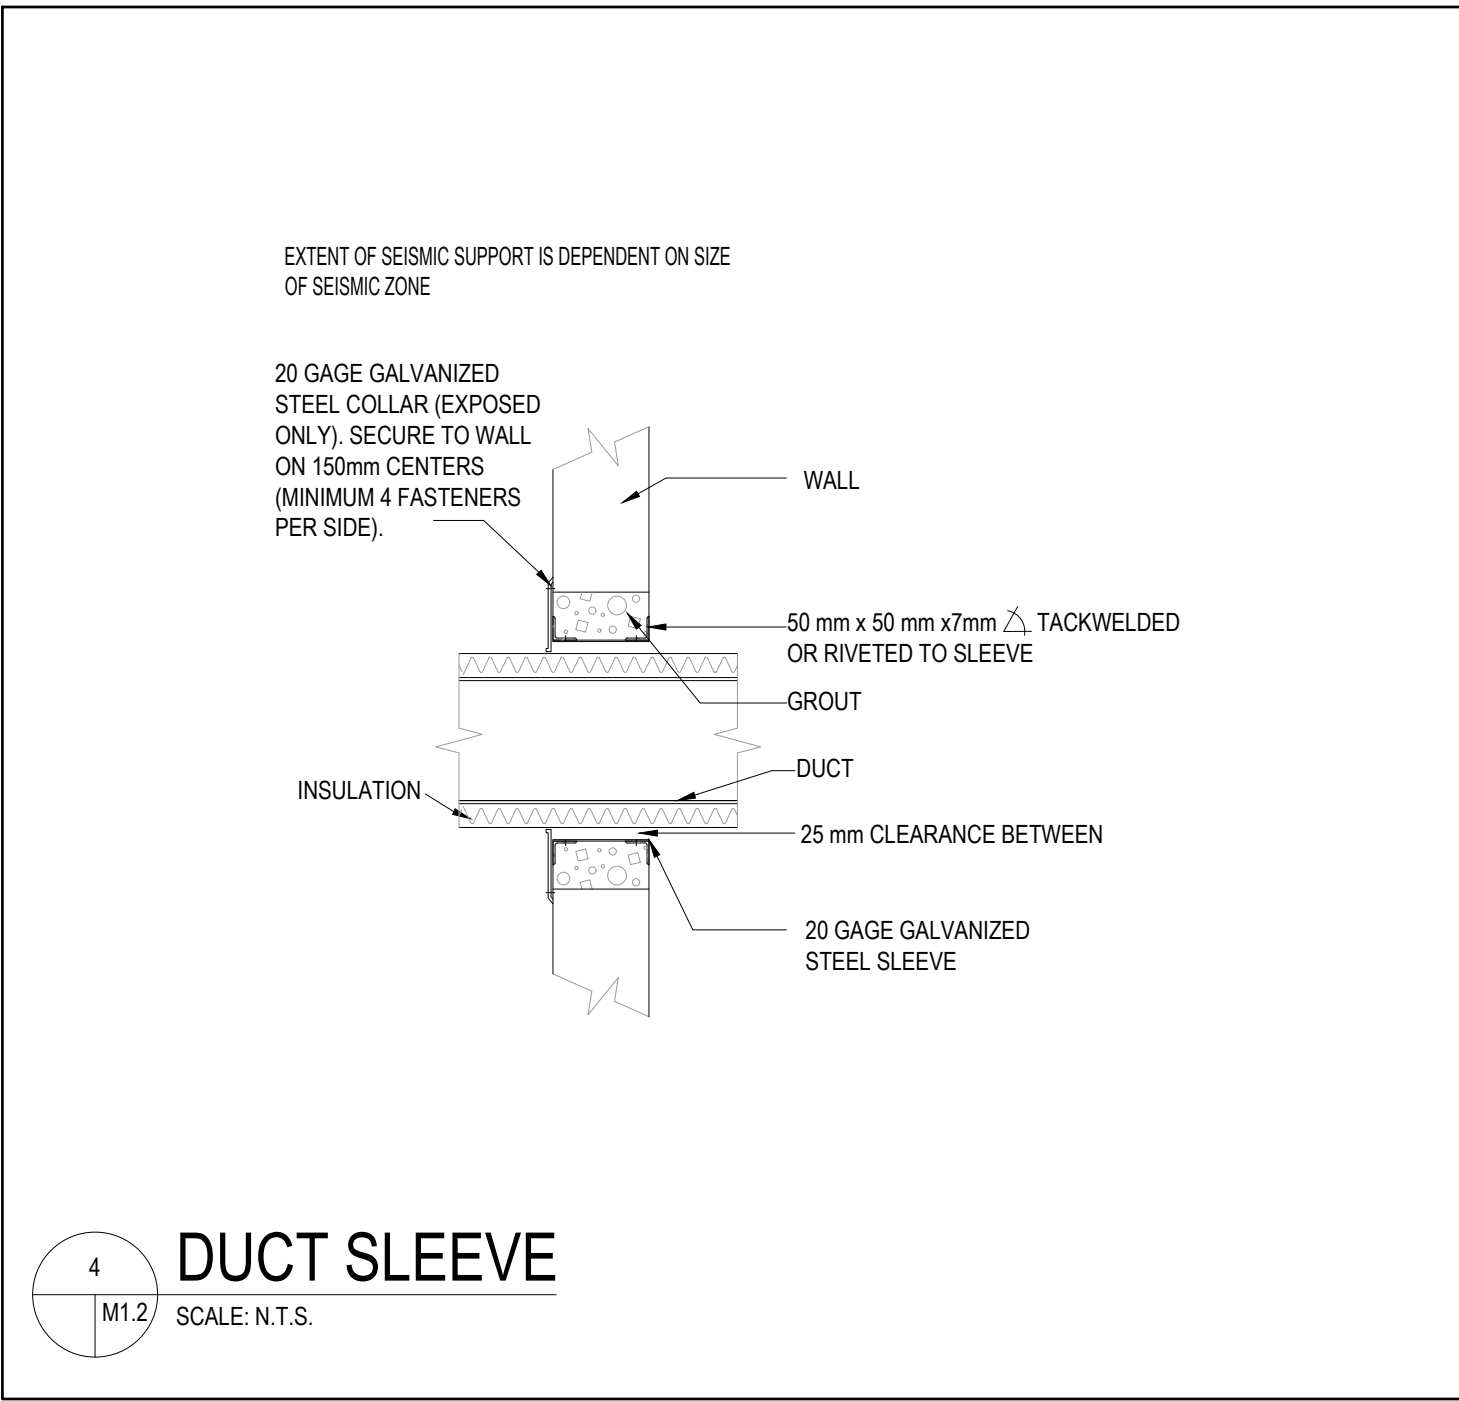 EXTENT OF SEISMIC SUPPORT IS DEPENDENT ON SIZE
OF SEISMIC ZONE
20 GAGE GALVANIZED
STEEL COLLAR (EXPOSED
ONLY). SECURE TO WALL
ON 150mm CENTERS
(MINIMUM 4 FASTENERS
PER SIDE).
WALL
50 mm x 50 mm x7mm TACKWELDED
OR RIVETED TO SLEEVE
GROUT
DUCT
INSULATION
25 mm CLEARANCE BETWEEN
20 GAGE GALVANIZED
STEEL SLEEVE
4
M1.2
DUCT SLEEVE
SCALE: N.T.S.